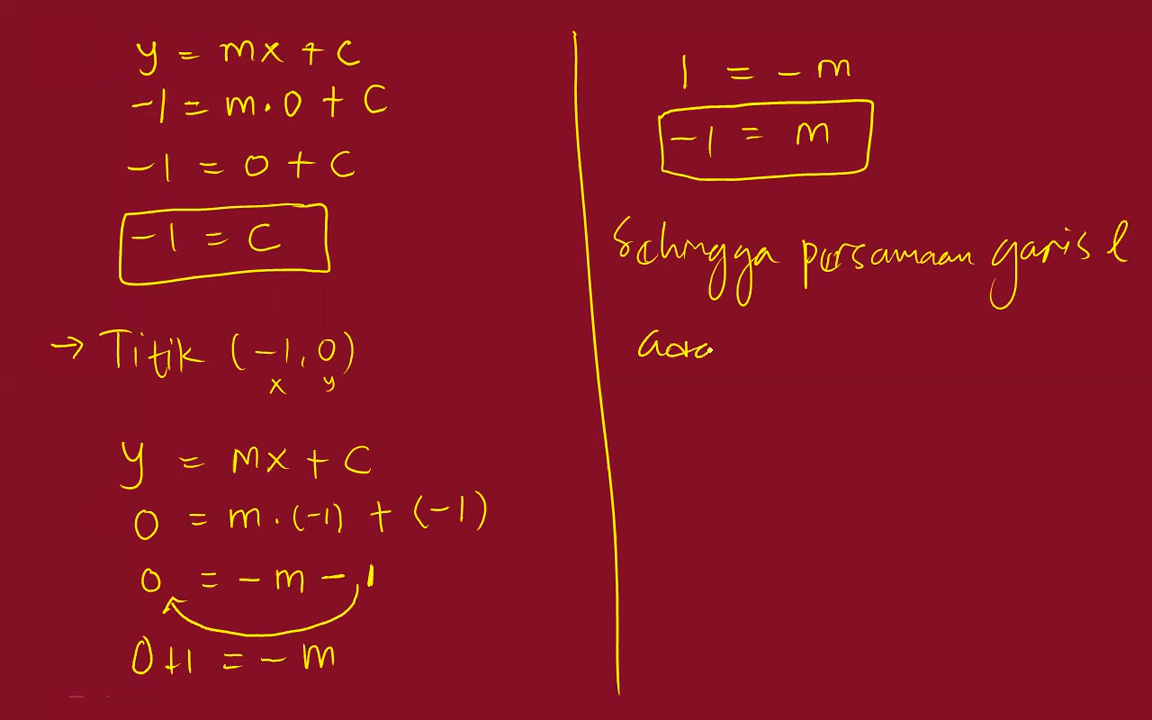 y = mx + C
-1 = m·0 + C
-1 = 0 + C
-1 = C
→ Titik (-1, 0)
x y
y = mx + C
0 = m·(-1) + (-1)
0 = -m - 1
0+1 = -m
1 = -m
-1 = m
Sehingga persamaan garis l